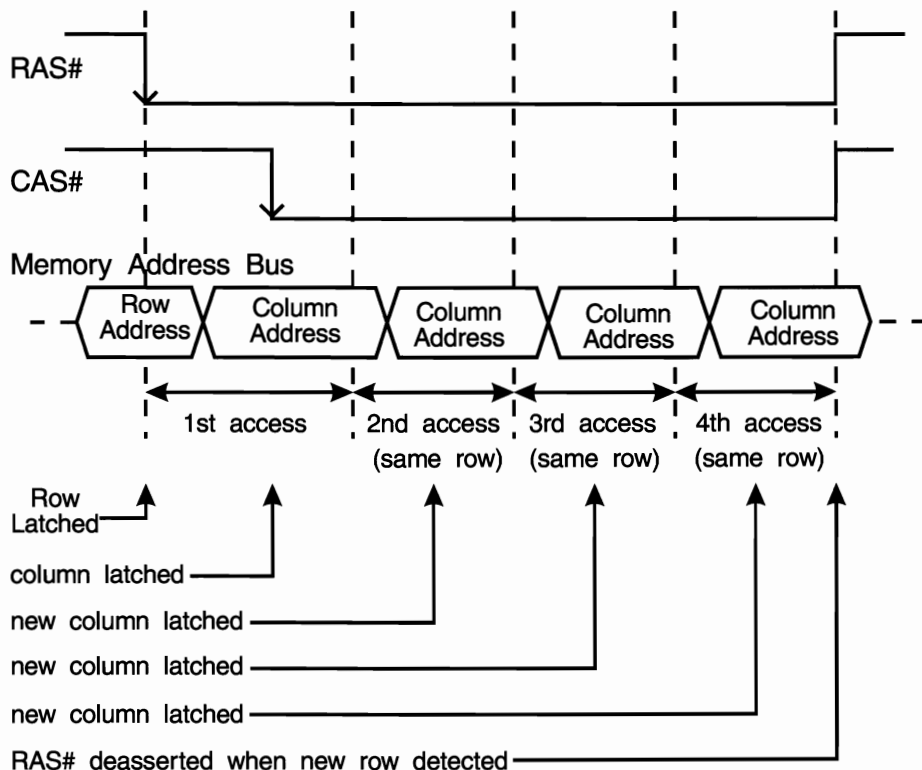 RAS#
CAS#
Memory Address Bus
Row
Address
Column
Address
Column
Address
Column
Address
Column
Address
1st access
2nd access
(same row)
3rd access
(same row)
4th access
(same row)
Row
Latched
column latched
new column latched
new column latched
new column latched
RAS# deasserted when new row detected